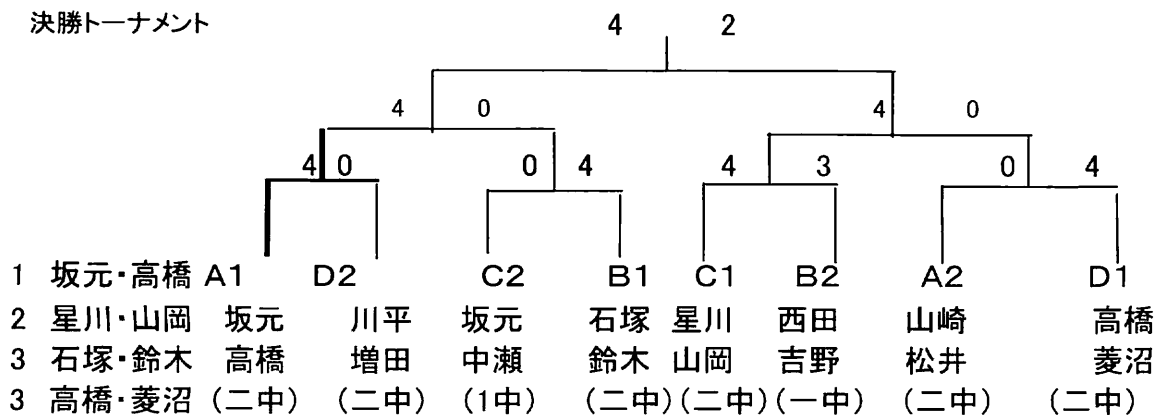 決勝トーナメント
4 2
4 0 4 0
4 0 0 4 4 3 0 4
1 坂元・高橋 A1 D2 C2 B1 C1 B2 A2 D1
2 星川・山岡 坂元 川平 坂元 石塚 星川 西田 山崎 高橋
3 石塚・鈴木 高橋 増田 中瀬 鈴木 山岡 吉野 松井 菱沼
3 高橋・菱沼 (二中) (二中) (1中) (二中) (二中) (一中) (二中) (二中)